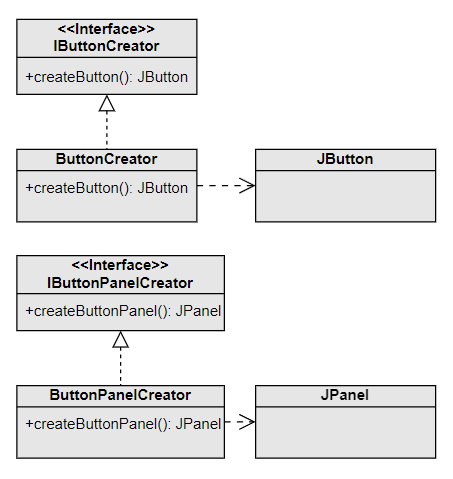 <<Interface>>
IButtonCreator
+createButton(): JButton
ButtonCreator
+createButton(): JButton
JButton
<<Interface>>
IButtonPanelCreator
+createButtonPanel(): JPanel
ButtonPanelCreator
+createButtonPanel(): JPanel
JPanel